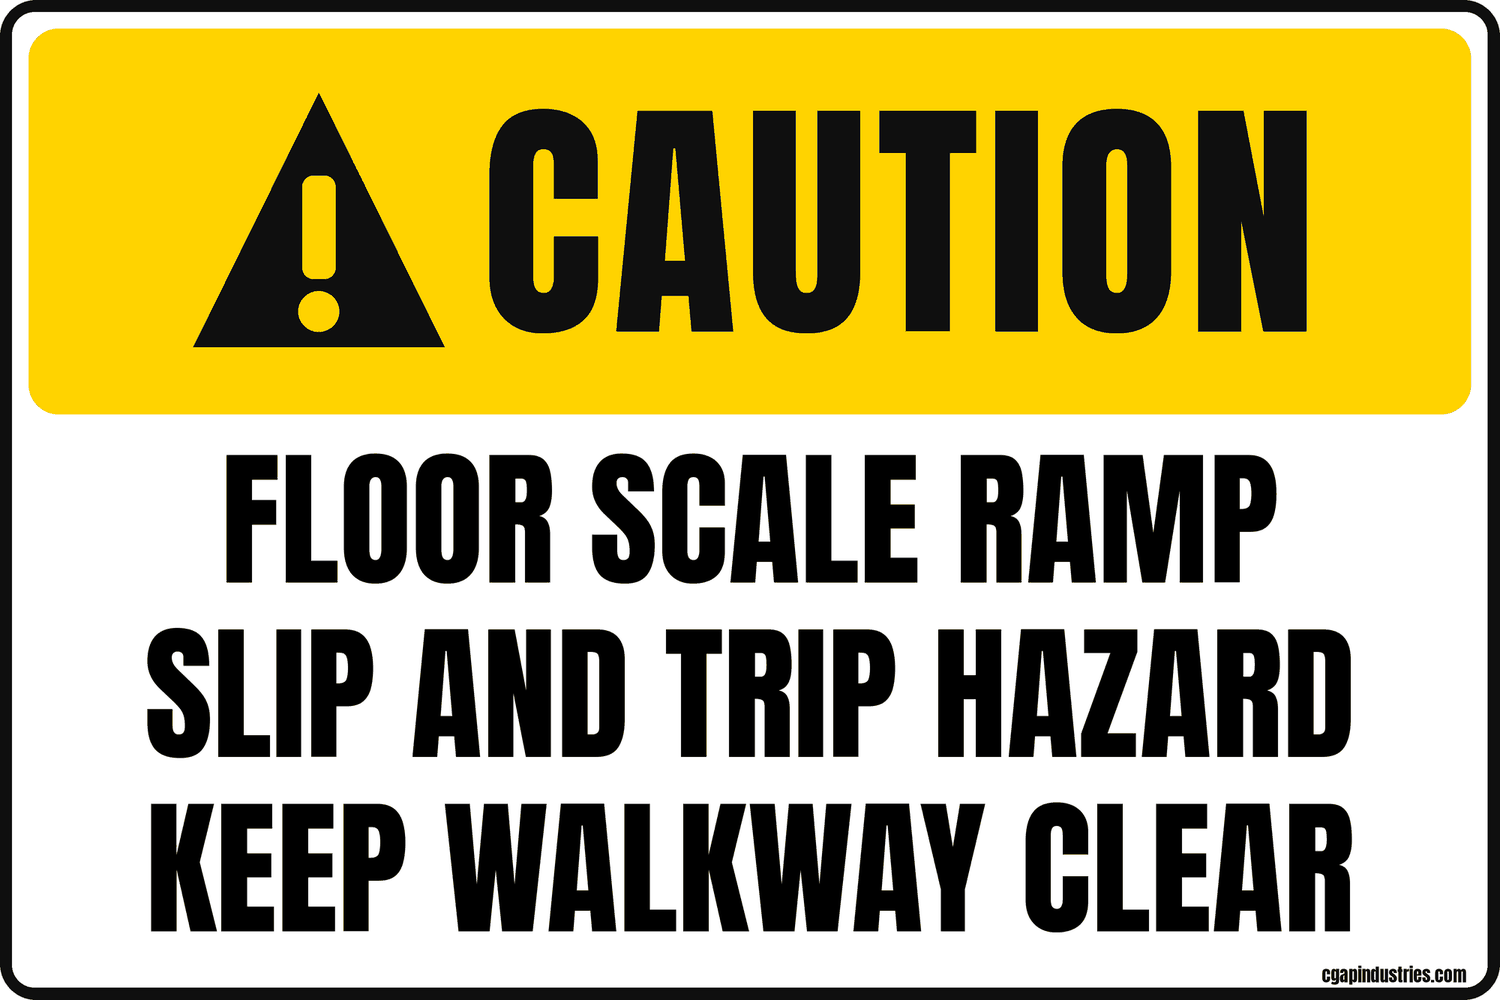 CAUTION
FLOOR SCALE RAMP
SLIP AND TRIP HAZARD
KEEP WALKWAY CLEAR
cgapindustries.com